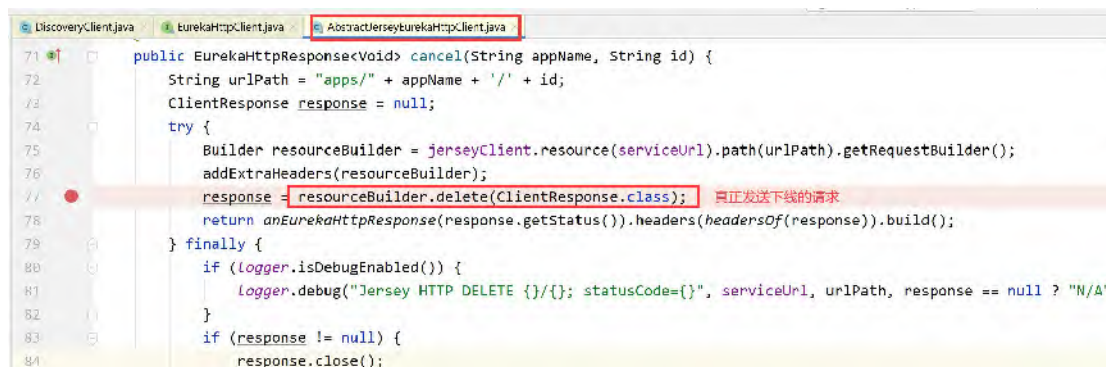 DiscoveryClient.java EurekaHttpClient.java AbstractJerseyEurekaHttpClient.java
71 public EurekaHttpResponse<Void> cancel(String appName, String id) {
72 String urlPath = "apps/" + appName + '/' + id;
73 ClientResponse response = null;
74 try {
75 Builder resourceBuilder = jerseyClient.resource(serviceUrl).path(urlPath).getRequestBuilder();
76 addExtraHeaders(resourceBuilder);
77 response = resourceBuilder.delete(ClientResponse.class); 真正发送下线的请求
78 return anEurekaHttpResponse(response.getStatus()).headers(headersOf(response)).build();
79 } finally {
80 if (logger.isDebugEnabled()) {
81 logger.debug("Jersey HTTP DELETE {}/{}; statusCode={}", serviceUrl, urlPath, response == null ? "N/A"
82 }
83 if (response != null) {
84 response.close();